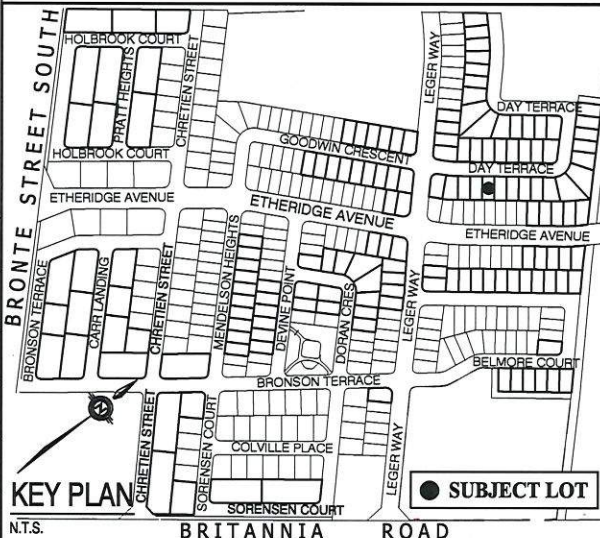 BRONTE STREET SOUTH
HOLBROOK COURT
PRATT HEIGHTS
CHRETIEN STREET
HOLBROOK COURT
ETHERIDGE AVENUE
GOODWIN CRESCENT
LEGER WAY
DAY TERRACE
DAY TERRACE
ETHERIDGE AVENUE
ETHERIDGE AVENUE
BRONSON TERRACE
CARR LANDING
CHRETIEN STREET
MENDELSON HEIGHTS
DEVINE POINT
DORAN CRES
LEGER WAY
BELMORE COURT
BRONSON TERRACE
N
CHRETIEN STREET
SORENSEN COURT
COLVILLE PLACE
LEGER WAY
SORENSEN COURT
KEY PLAN
SUBJECT LOT
N.T.S.
BRITANNIA ROAD